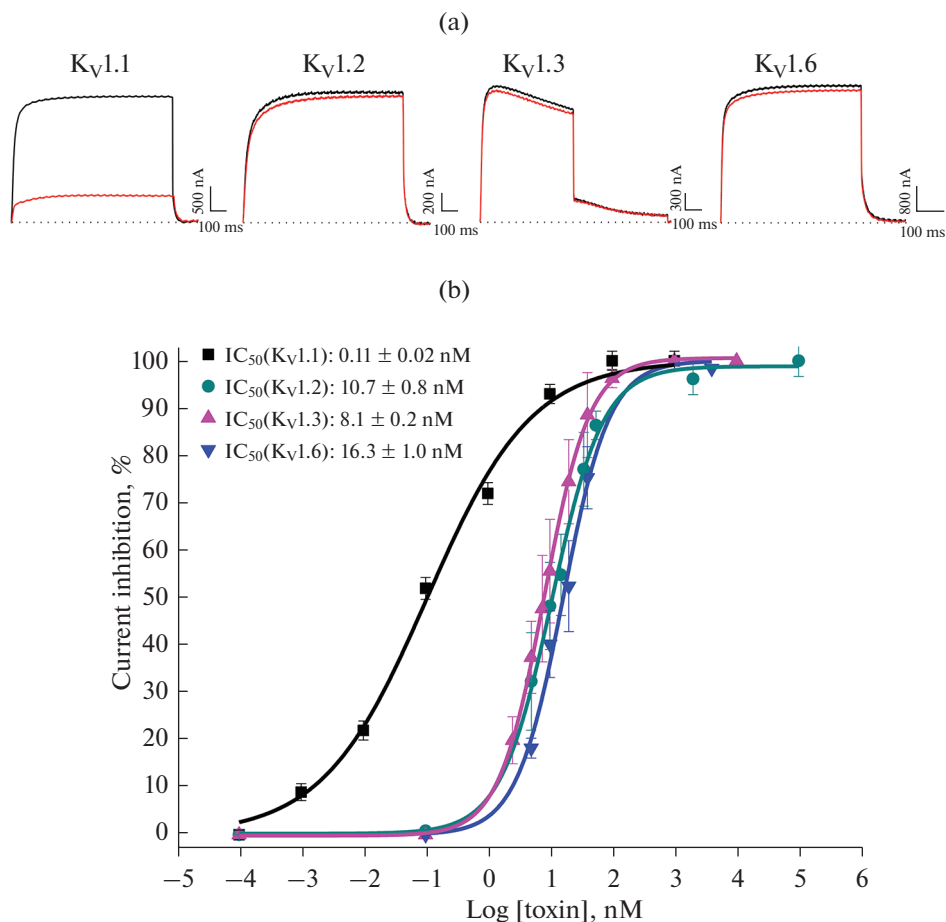 (a)
K_V1.1 K_V1.2 K_V1.3 K_V1.6
500 nA 200 nA 300 nA 800 nA
100 ms 100 ms 100 ms 100 ms
(b)
IC50(KV1.1): 0.11 ± 0.02 nM
IC50(KV1.2): 10.7 ± 0.8 nM
IC50(KV1.3): 8.1 ± 0.2 nM
IC50(KV1.6): 16.3 ± 1.0 nM
Current inhibition, %
100
90
80
70
60
50
40
30
20
10
0
−5 −4 −3 −2 −1 0 1 2 3 4 5 6
Log [toxin], nM